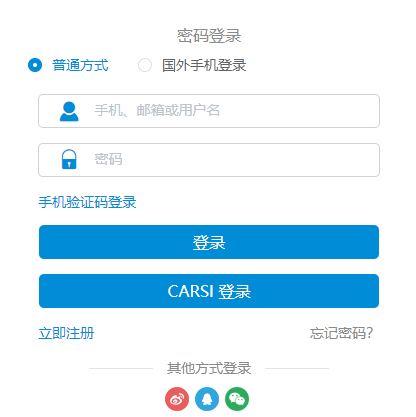 密码登录
普通方式 国外手机登录
手机、邮箱或用户名
密码
手机验证码登录
登录
CARSI 登录
立即注册 忘记密码?
其他方式登录